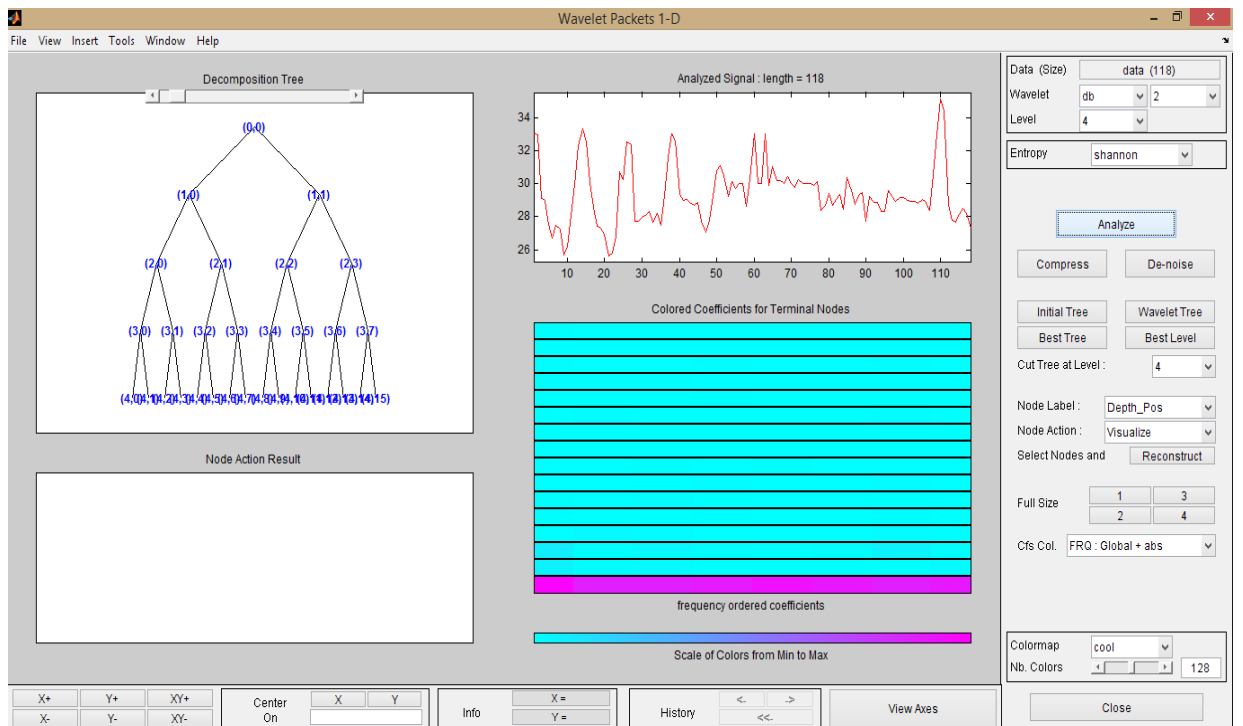 Wavelet Packets 1-D
File View Insert Tools Window Help
Decomposition Tree
(0,0)
(1,0) (1,1)
(2,0) (2,1) (2,2) (2,3)
(3,0) (3,1) (3,2) (3,3) (3,4) (3,5) (3,6) (3,7)
Node Action Result
Analyzed Signal : length = 118
34
32
30
28
26
10 20 30 40 50 60 70 80 90 100 110
Colored Coefficients for Terminal Nodes
frequency ordered coefficients
Scale of Colors from Min to Max
Data (Size) data (118)
Wavelet db 2
Level 4
Entropy shannon
Analyze
Compress De-noise
Initial Tree Wavelet Tree
Best Tree Best Level
Cut Tree at Level : 4
Node Label : Depth_Pos
Node Action : Visualize
Select Nodes and Reconstruct
Full Size 1 3
2 4
Cfs Col. FRQ : Global + abs
Colormap cool
Nb. Colors 128
Close
X+ Y+ XY+
X- Y- XY-
Center On X Y
Info X =
Y =
History <- ->
<<-
View Axes